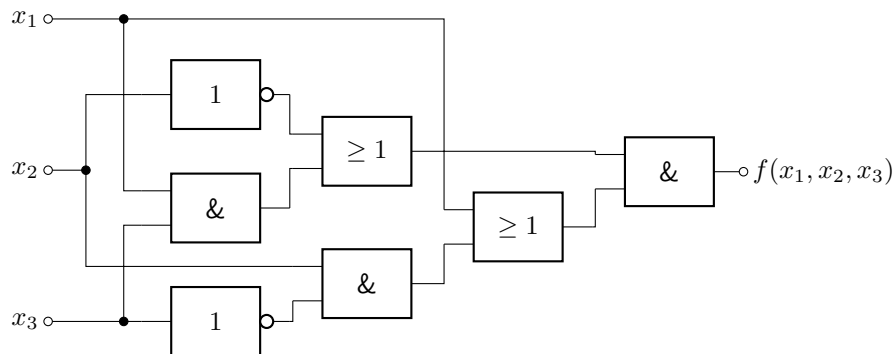 x₁
1
≥ 1
x₂
&
f(x₁, x₂, x₃)
&
≥ 1
&
x₃
1